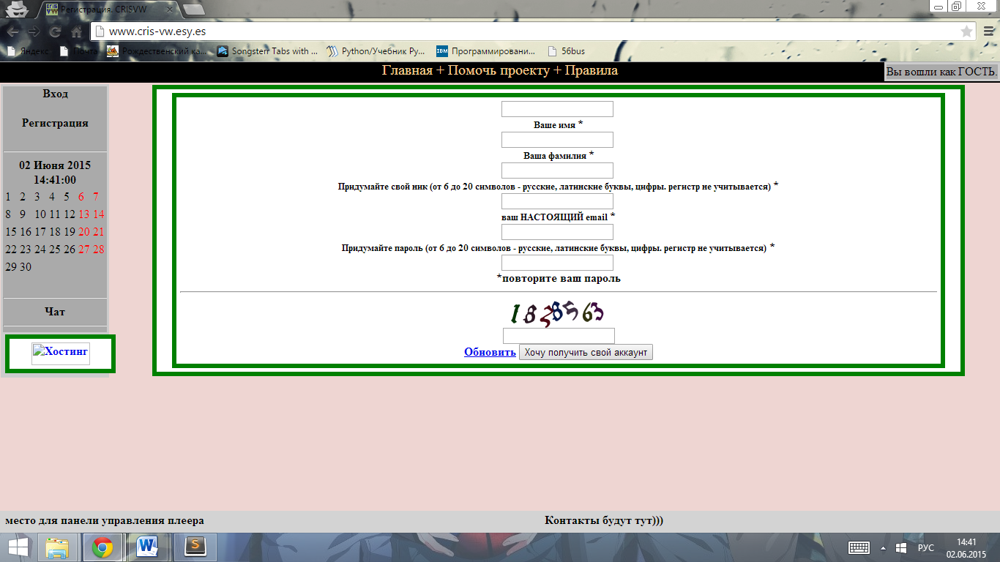 Регистрация. CRISVW
www.cris-vw.esy.es
Яндекс Почта Рождественский ка... Songsterr Tabs with ... Python/Учебник Ру... IBM Программировани... 56bus
Главная + Помочь проекту + Правила
Вы вошли как ГОСТЬ.
Вход
Регистрация
02 Июня 2015
14:41:00
1 2 3 4 5 6 7
8 9 10 11 12 13 14
15 16 17 18 19 20 21
22 23 24 25 26 27 28
29 30
Чат
Хостинг
Ваше имя *
Ваша фамилия *
Придумайте свой ник (от 6 до 20 символов - русские, латинские буквы, цифры. регистр не учитывается) *
ваш НАСТОЯЩИЙ email *
Придумайте пароль (от 6 до 20 символов - русские, латинские буквы, цифры. регистр не учитывается) *
*повторите ваш пароль
1828563
Обновить Хочу получить свой аккаунт
место для панели управления плеера
Контакты будут тут)))
РУС
14:41
02.06.2015